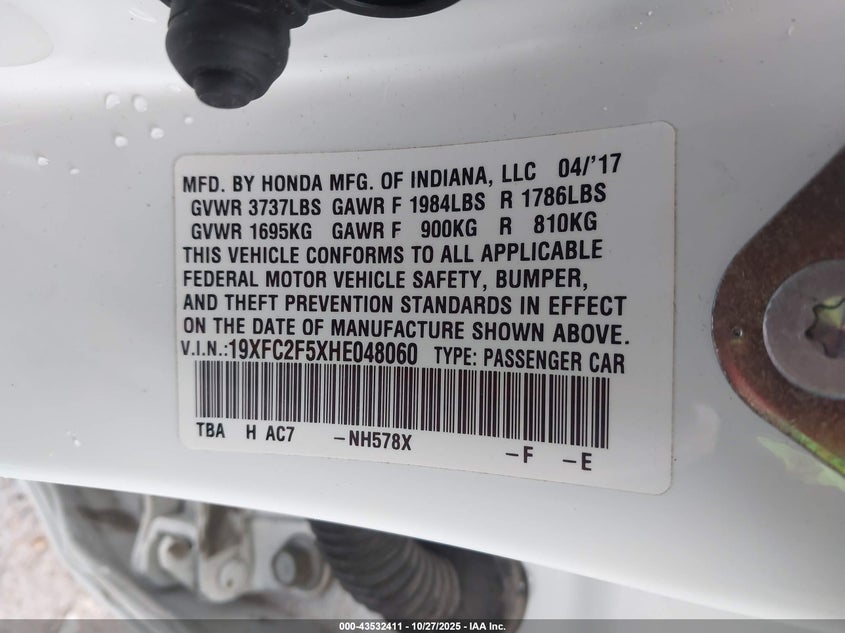 MFD. BY HONDA MFG. OF INDIANA, LLC 04/'17
GVWR 3737LBS GAWR F 1984LBS R 1786LBS
GVWR 1695KG GAWR F 900KG R 810KG
THIS VEHICLE CONFORMS TO ALL APPLICABLE
FEDERAL MOTOR VEHICLE SAFETY, BUMPER,
AND THEFT PREVENTION STANDARDS IN EFFECT
ON THE DATE OF MANUFACTURE SHOWN ABOVE.
V.I.N.:19XFC2F5XHE048060 TYPE: PASSENGER CAR
TBA H AC7 -NH578X -F -E
000-43532411 - 10/27/2025 - IAA Inc.